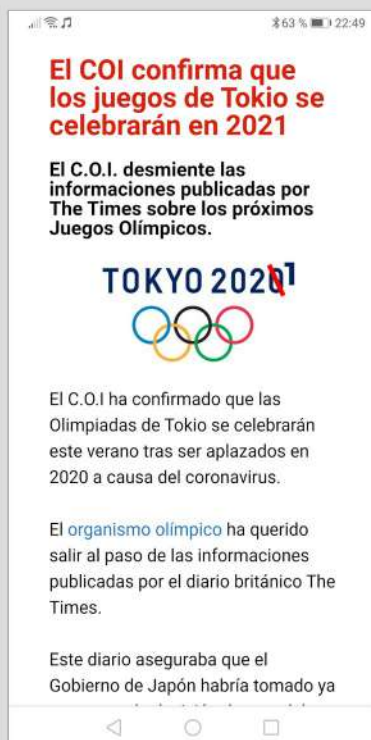 63 % 22:49
El COI confirma que
los juegos de Tokio se
celebrarán en 2021
El C.O.I. desmiente las
informaciones publicadas por
The Times sobre los próximos
Juegos Olímpicos.
TOKYO 20201
El C.O.I ha confirmado que las
Olimpiadas de Tokio se celebrarán
este verano tras ser aplazados en
2020 a causa del coronavirus.
El organismo olímpico ha querido
salir al paso de las informaciones
publicadas por el diario británico The
Times.
Este diario aseguraba que el
Gobierno de Japón habría tomado ya